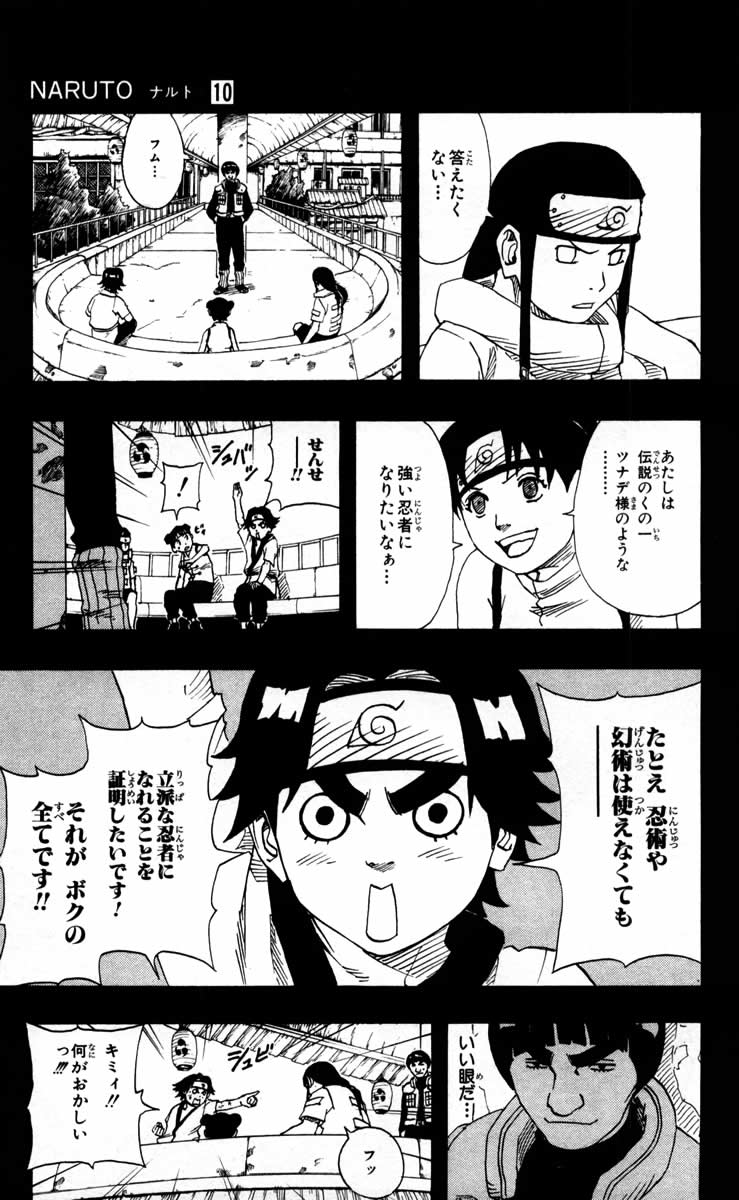 NARUTO ナルト 10
答えたく
ない…
フム…
あたしは
伝説のくの一
ツナデ様のような
………
強い忍者に
なりたいなぁ…
せんせ
──!!
シュバッ
！
ビィ
たとえ 忍術や
幻術は使えなくても
───
立派な忍者に
なれることを
証明したいです！
それが ボクの
全てです!!
─いい眼だ…
シュビ
フッ
キミィ!!
何がおかしい
っ!!!